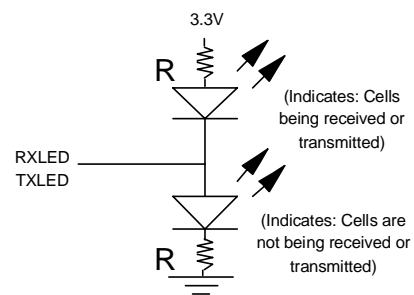 3.3V
R
(Indicates: Cells
being received or
transmitted)
RXLED
TXLED
(Indicates: Cells are
not being received or
transmitted)
R